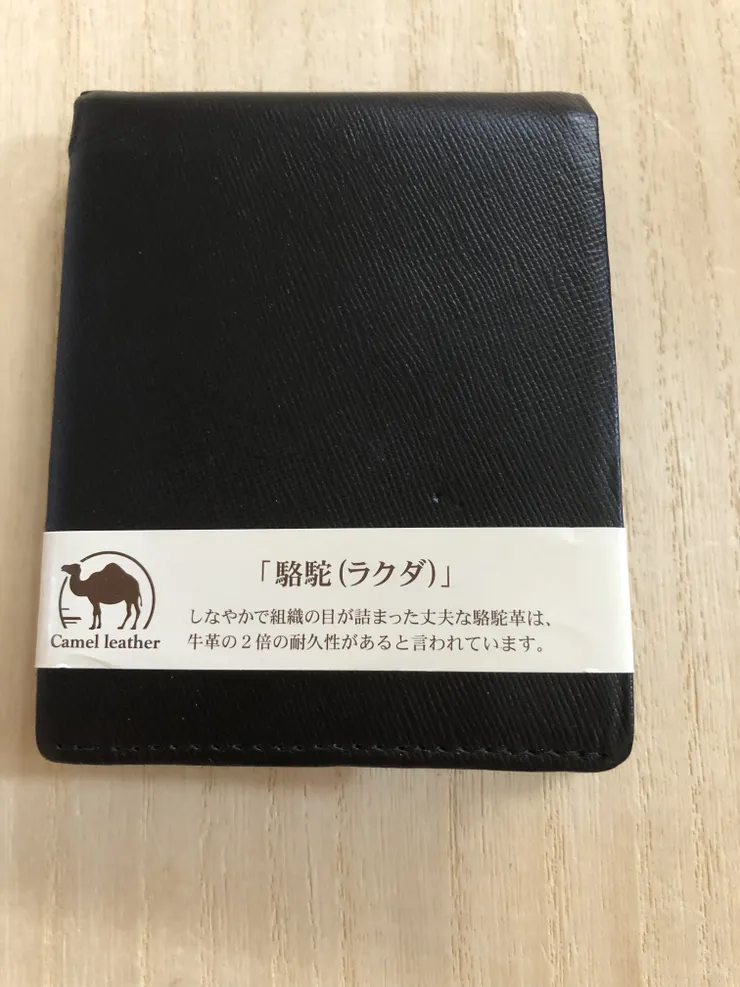 「駱駝(ラクダ)」
しなやかで組織の目が詰まった丈夫な駱駝革は、
牛革の2倍の耐久性があると言われています。
Camel leather